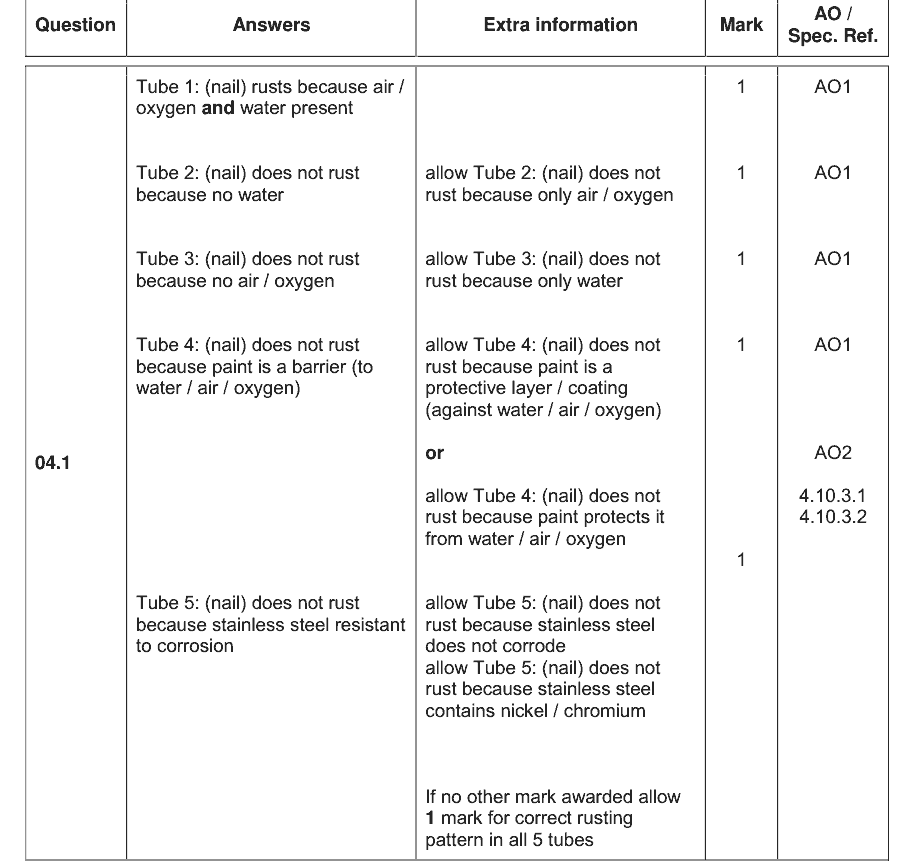 Question Answers Extra information Mark AO /
Spec. Ref.
04.1
Tube 1: (nail) rusts because air /
oxygen and water present
1 AO1
Tube 2: (nail) does not rust
because no water
allow Tube 2: (nail) does not
rust because only air / oxygen
1 AO1
Tube 3: (nail) does not rust
because no air / oxygen
allow Tube 3: (nail) does not
rust because only water
1 AO1
Tube 4: (nail) does not rust
because paint is a barrier (to
water / air / oxygen)
allow Tube 4: (nail) does not
rust because paint is a
protective layer / coating
(against water / air / oxygen)
1 AO1
or
AO2
allow Tube 4: (nail) does not
rust because paint protects it
from water / air / oxygen
4.10.3.1
4.10.3.2
1
Tube 5: (nail) does not rust
because stainless steel resistant
to corrosion
allow Tube 5: (nail) does not
rust because stainless steel
does not corrode
allow Tube 5: (nail) does not
rust because stainless steel
contains nickel / chromium
If no other mark awarded allow
1 mark for correct rusting
pattern in all 5 tubes